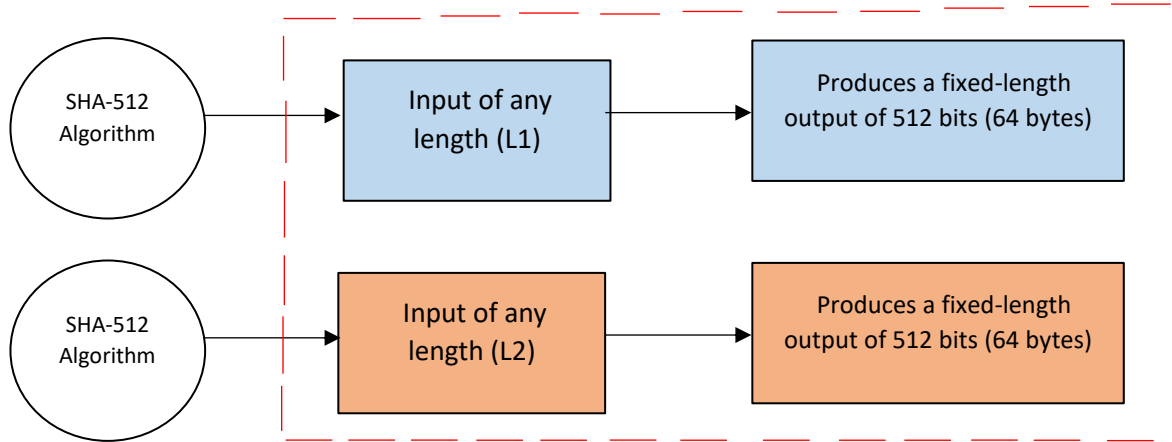 SHA-512
Algorithm
Input of any
length (L1)
Produces a fixed-length
output of 512 bits (64 bytes)
SHA-512
Algorithm
Input of any
length (L2)
Produces a fixed-length
output of 512 bits (64 bytes)